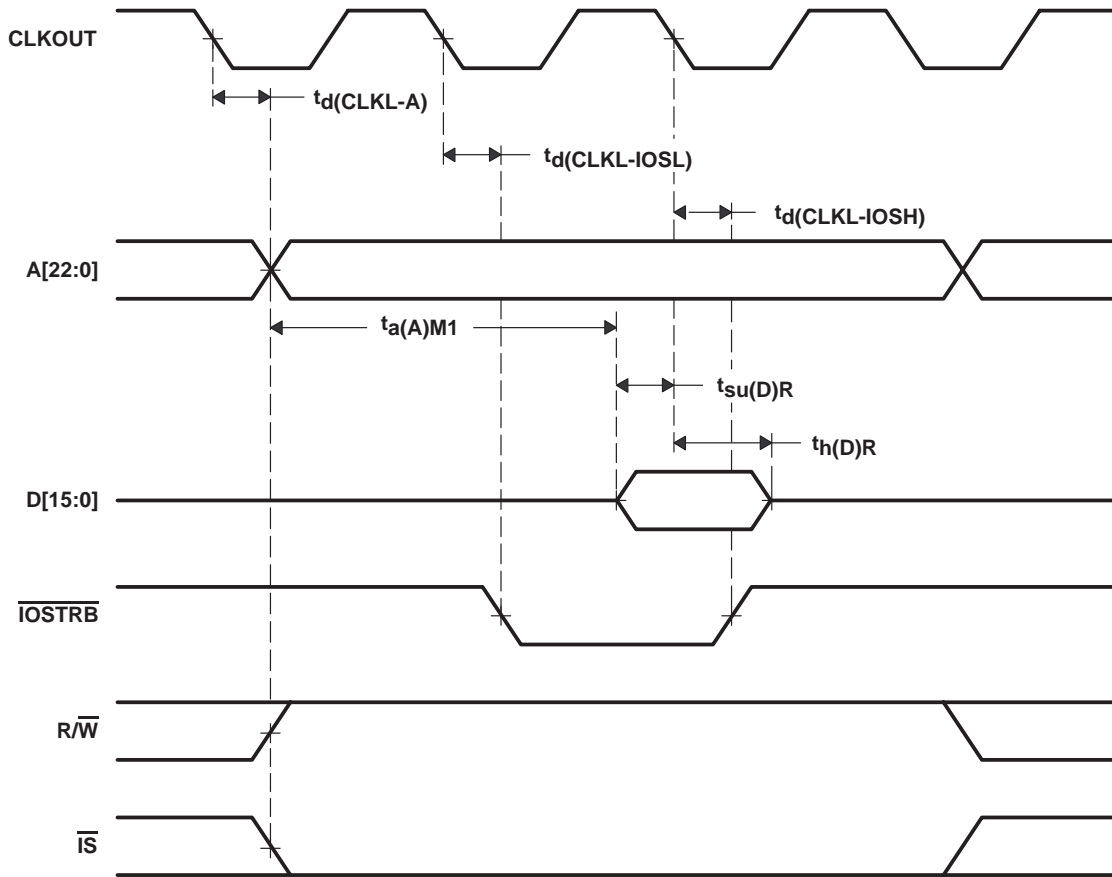 CLKOUT
td(CLKL-A)
td(CLKL-IOSL)
td(CLKL-IOSH)
A[22:0]
ta(A)M1
tsu(D)R
th(D)R
D[15:0]
IOSTRB
R/W
IS